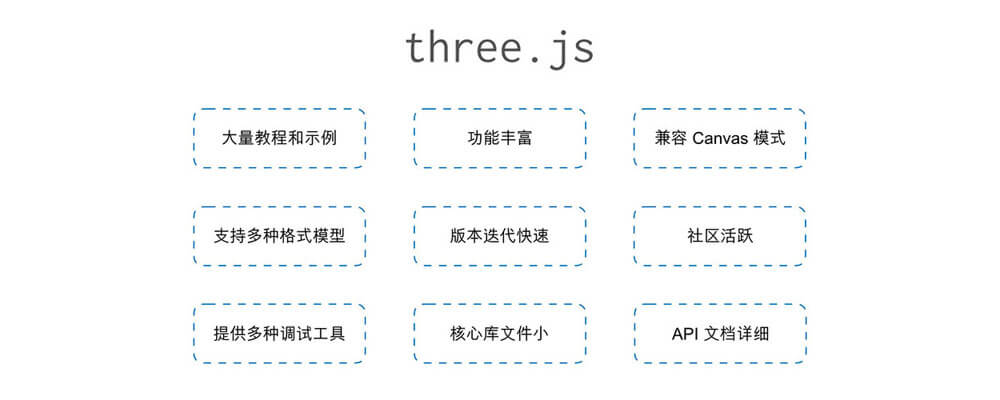 three.js
大量教程和示例
功能丰富
兼容 Canvas 模式
支持多种格式模型
版本迭代快速
社区活跃
提供多种调试工具
核心库文件小
API 文档详细